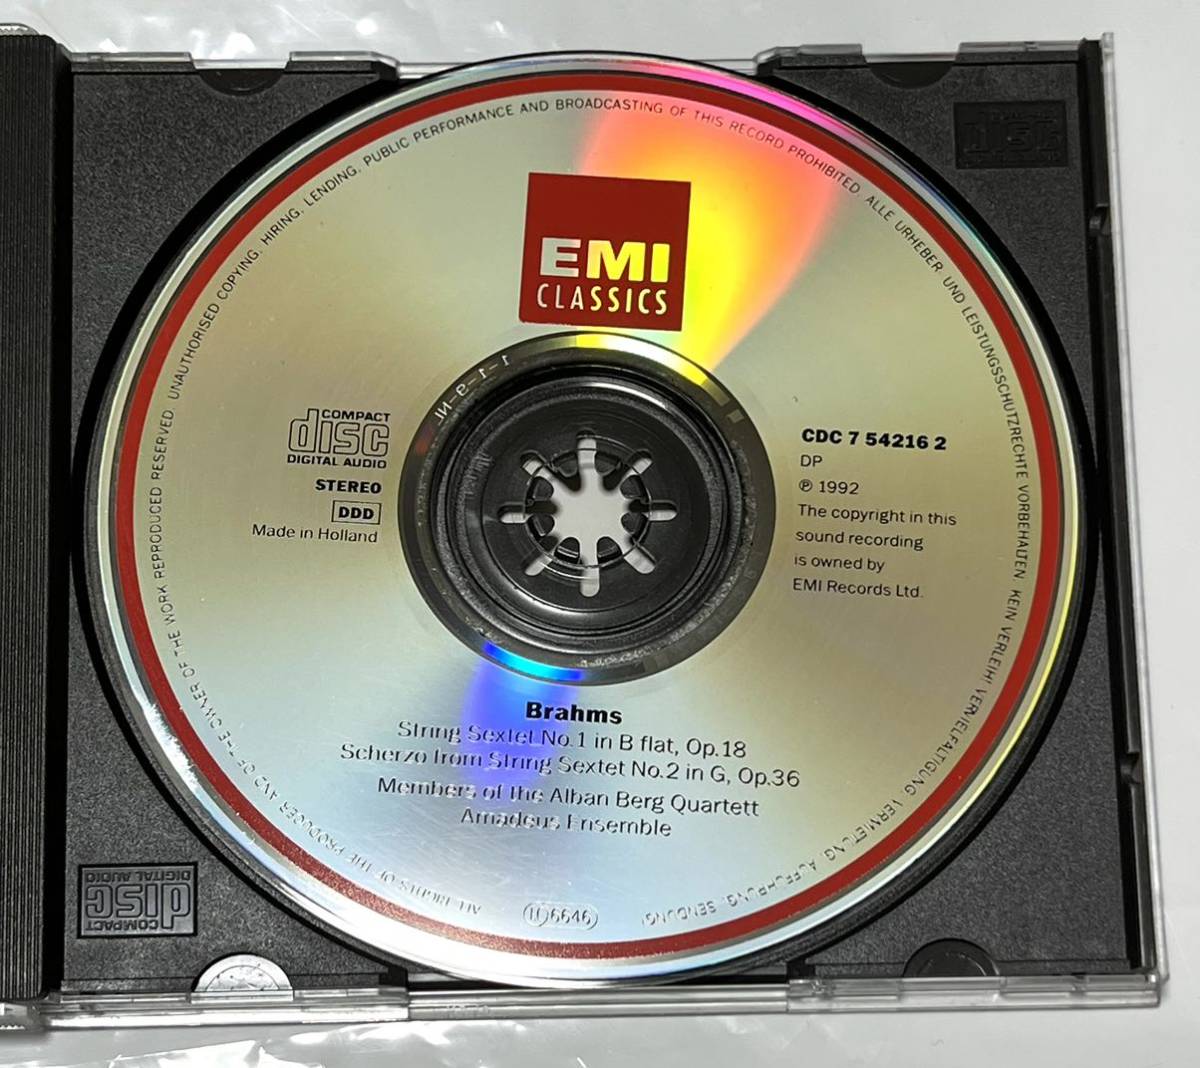 ALL RIGHTS OF THE PRODUCER AND OF THE OWNER OF THE WORK REPRODUCED RESERVED. UNAUTHORISED COPYING, HIRING, LENDING, PUBLIC PERFORMANCE AND BROADCASTING OF THIS RECORD PROHIBITED. ALLE URHEBER- UND LEISTUNGSSCHUTZRECHTE VORBEHALTEN. KEIN VERLEIH! VERVIELFÄLTIGUNG, VERMIETUNG, AUFFÜHRUNG, SENDUNG!
EMI
CLASSICS
COMPACT
disc
DIGITAL AUDIO
STEREO
DDD
Made in Holland
CDC 7 54216 2
DP
℗ 1992
The copyright in this
sound recording
is owned by
EMI Records Ltd.
Brahms
String Sextet No.1 in B flat, Op.18
Scherzo from String Sextet No.2 in G, Op.36
Members of the Alban Berg Quartett
Amadeus Ensemble
6646
COMPACT
disc
DIGITAL AUDIO